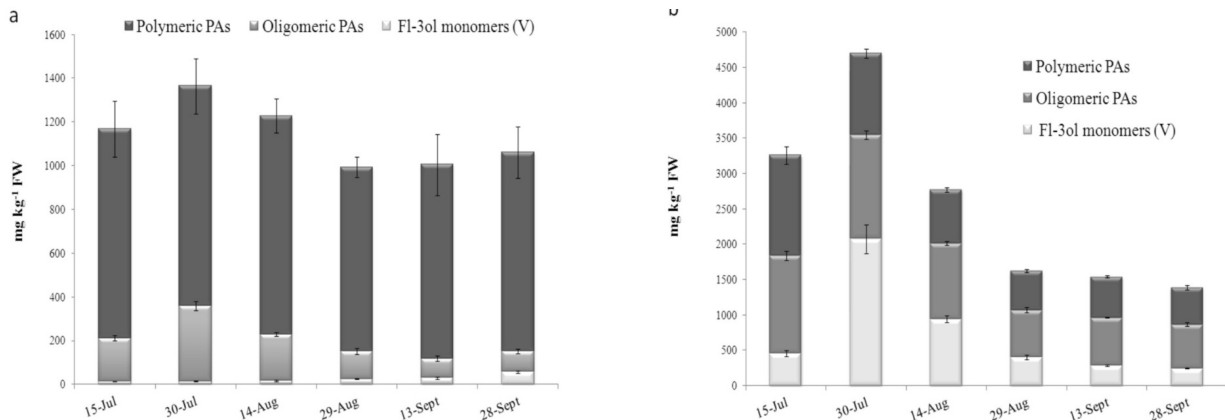 a
Polymeric PAs Oligomeric PAs Fl-3ol monomers (V)
1600
1400
1200
1000
800
600
400
200
0
mg kg⁻¹ FW
15-Jul 30-Jul 14-Aug 29-Aug 13-Sept 28-Sept
b
5000
4500
4000
3500
3000
2500
2000
1500
1000
500
0
mg kg⁻¹ FW
Polymeric PAs
Oligomeric PAs
Fl-3ol monomers (V)
15-Jul 30-Jul 14-Aug 29-Aug 13-Sept 28-Sept